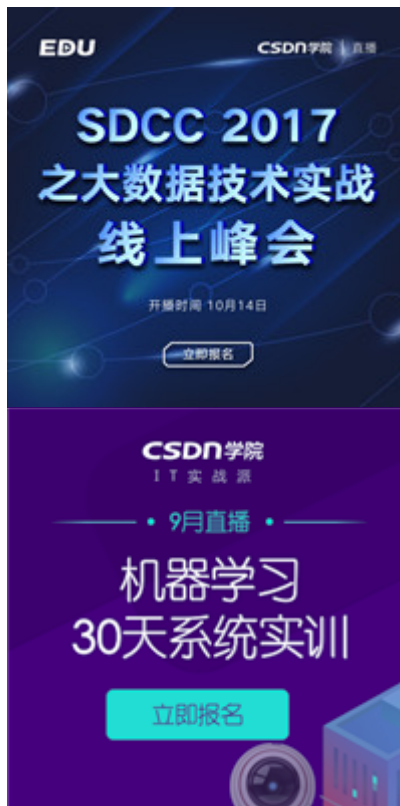 EDU
CSDN学院 | 直播
SDCC 2017
之大数据技术实战
线上峰会
开播时间 10月14日
立即报名
CSDN学院
IT实战派
• 9月直播 •
机器学习
30天系统实训
立即报名